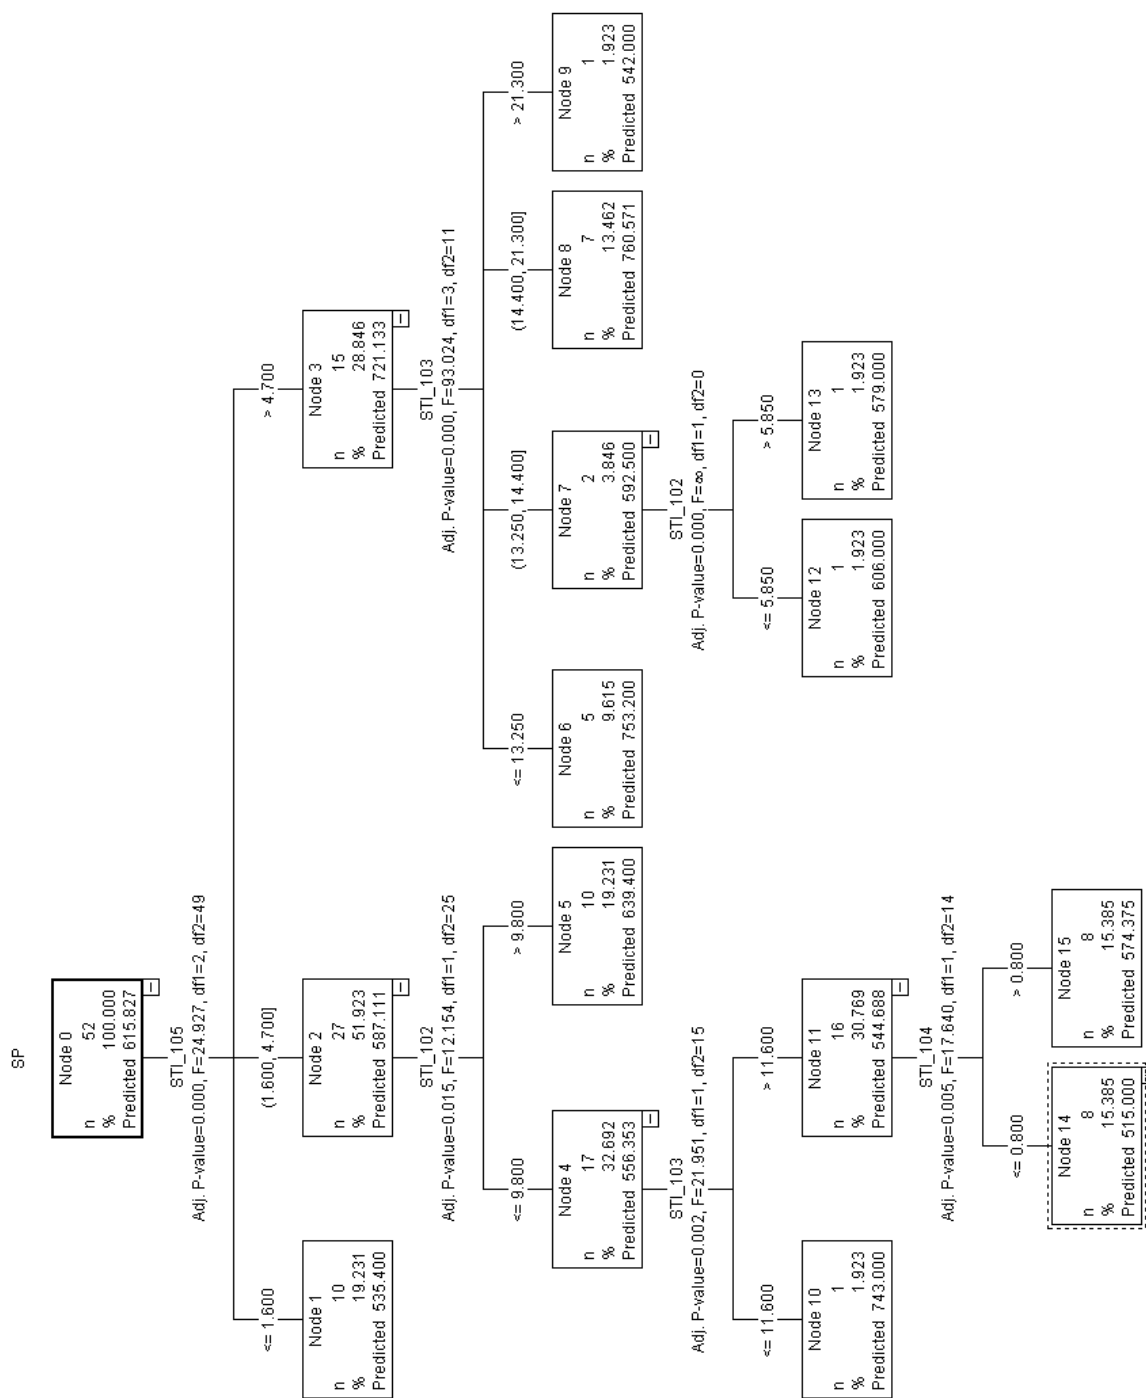 SP
Node 0
n 52
% 100.000
Predicted 615.827
STI_105
Adj. P-value=0.000, F=24.927, df1=2, df2=49
<= 1.600
(1.600, 4.700]
> 4.700
Node 1
n 10
% 19.231
Predicted 535.400
Node 2
n 27
% 51.923
Predicted 587.111
Node 3
n 15
% 28.846
Predicted 721.133
STI_102
Adj. P-value=0.015, F=12.154, df1=1, df2=25
STI_103
Adj. P-value=0.000, F=93.024, df1=3, df2=11
<= 9.800
> 9.800
<= 13.250
(13.250, 14.400]
(14.400, 21.300]
> 21.300
Node 4
n 17
% 32.692
Predicted 556.353
Node 5
n 10
% 19.231
Predicted 639.400
Node 6
n 5
% 9.615
Predicted 753.200
Node 7
n 2
% 3.846
Predicted 592.500
Node 8
n 7
% 13.462
Predicted 760.571
Node 9
n 1
% 1.923
Predicted 542.000
STI_103
Adj. P-value=0.002, F=21.951, df1=1, df2=15
STI_102
Adj. P-value=0.000, F=∞, df1=1, df2=0
<= 11.600
> 11.600
<= 5.850
> 5.850
Node 10
n 1
% 1.923
Predicted 743.000
Node 11
n 16
% 30.769
Predicted 544.688
Node 12
n 1
% 1.923
Predicted 606.000
Node 13
n 1
% 1.923
Predicted 579.000
STI_104
Adj. P-value=0.005, F=17.640, df1=1, df2=14
<= 0.800
> 0.800
Node 14
n 8
% 15.385
Predicted 515.000
Node 15
n 8
% 15.385
Predicted 574.375